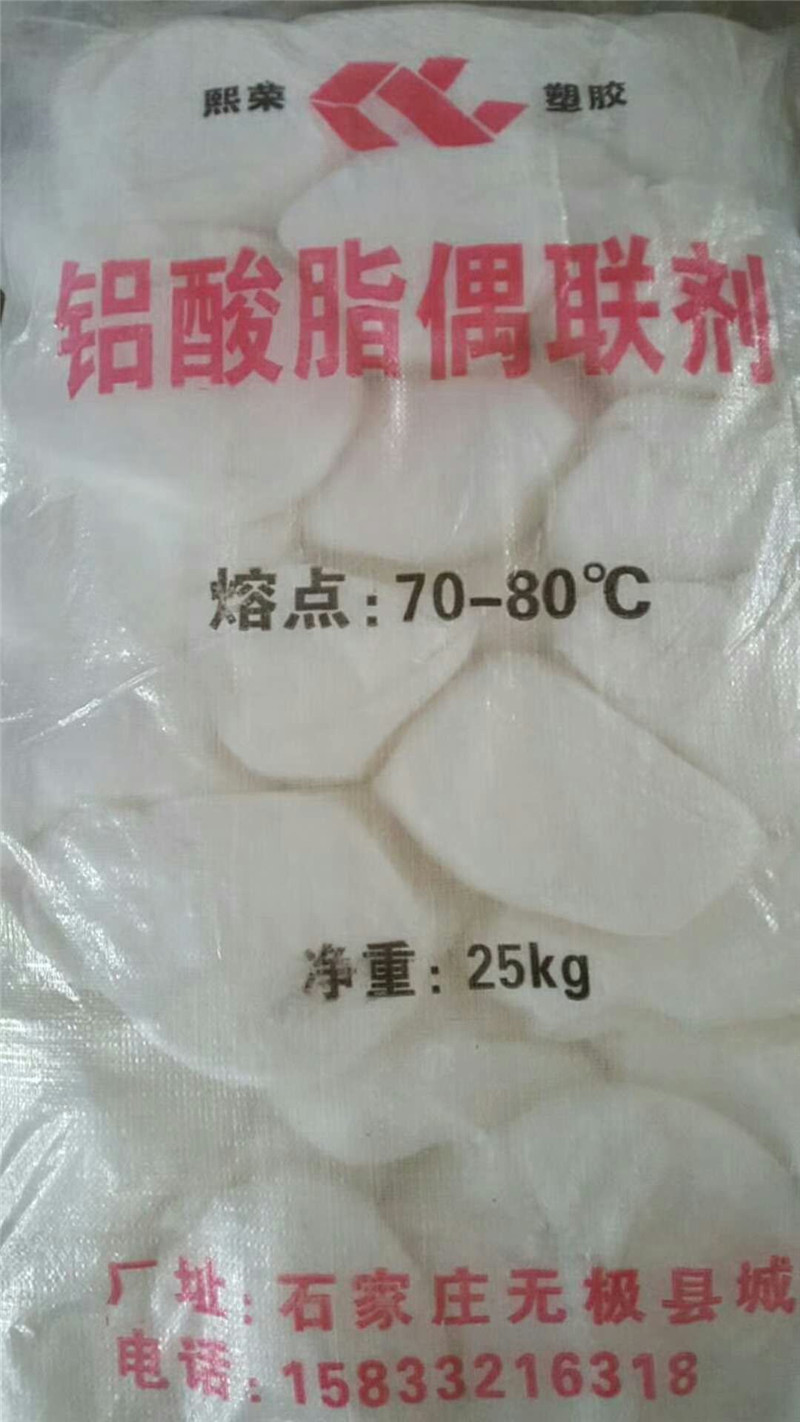 熙荣 塑胶
铝酸脂偶联剂
熔点:70-80℃
净重:25kg
厂址:石家庄无极县城
电话:15833216318